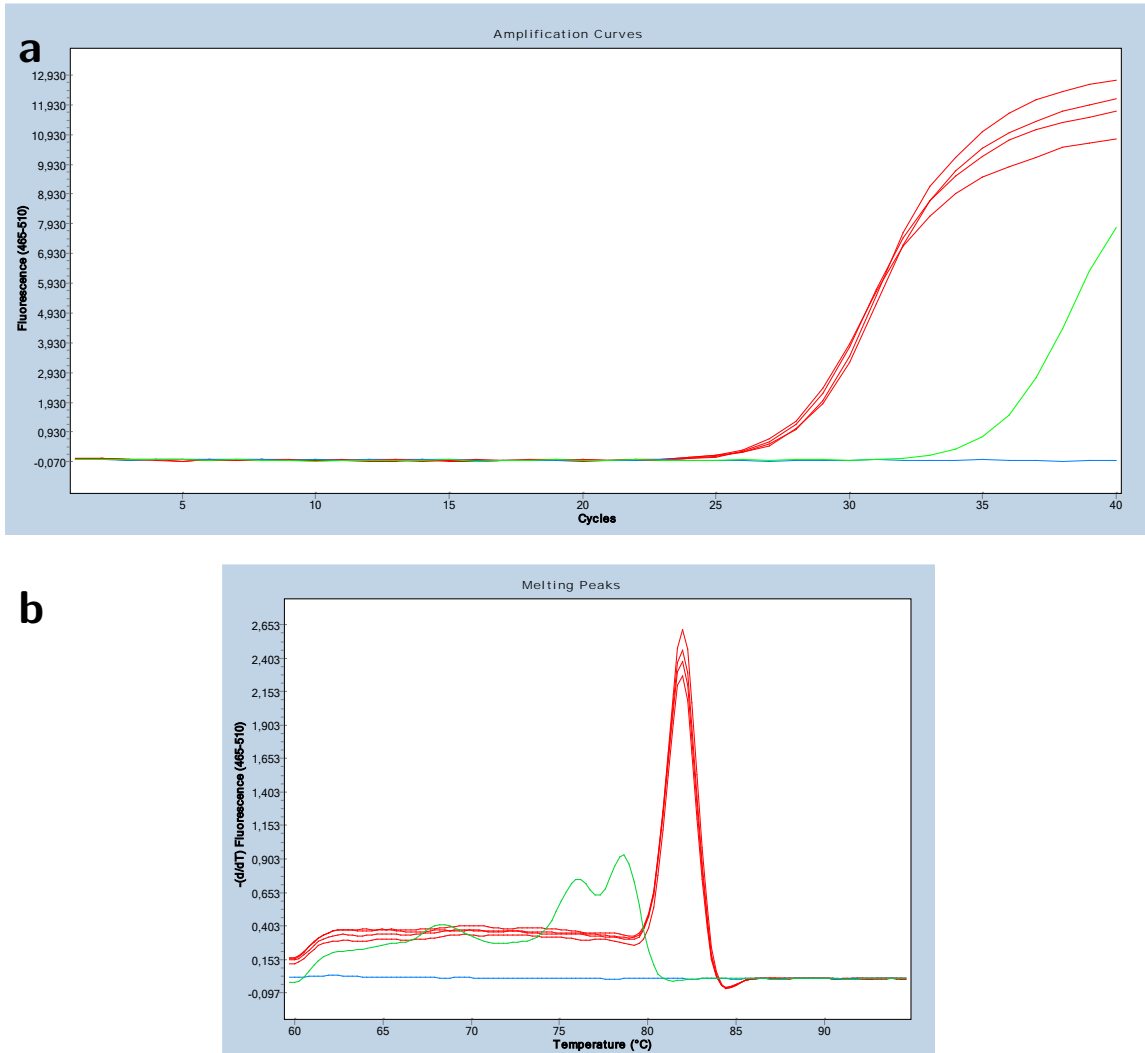 a
Amplification Curves
12,930
11,930
10,930
9,930
8,930
7,930
6,930
5,930
4,930
3,930
2,930
1,930
0,930
-0,070
Fluorescence (465-510)
5 10 15 20 25 30 35 40
Cycles
b
Melting Peaks
2,653
2,403
2,153
1,903
1,653
1,403
1,153
0,903
0,653
0,403
0,153
-0,097
-(d/dT) Fluorescence (465-510)
60 65 70 75 80 85 90
Temperature (°C)